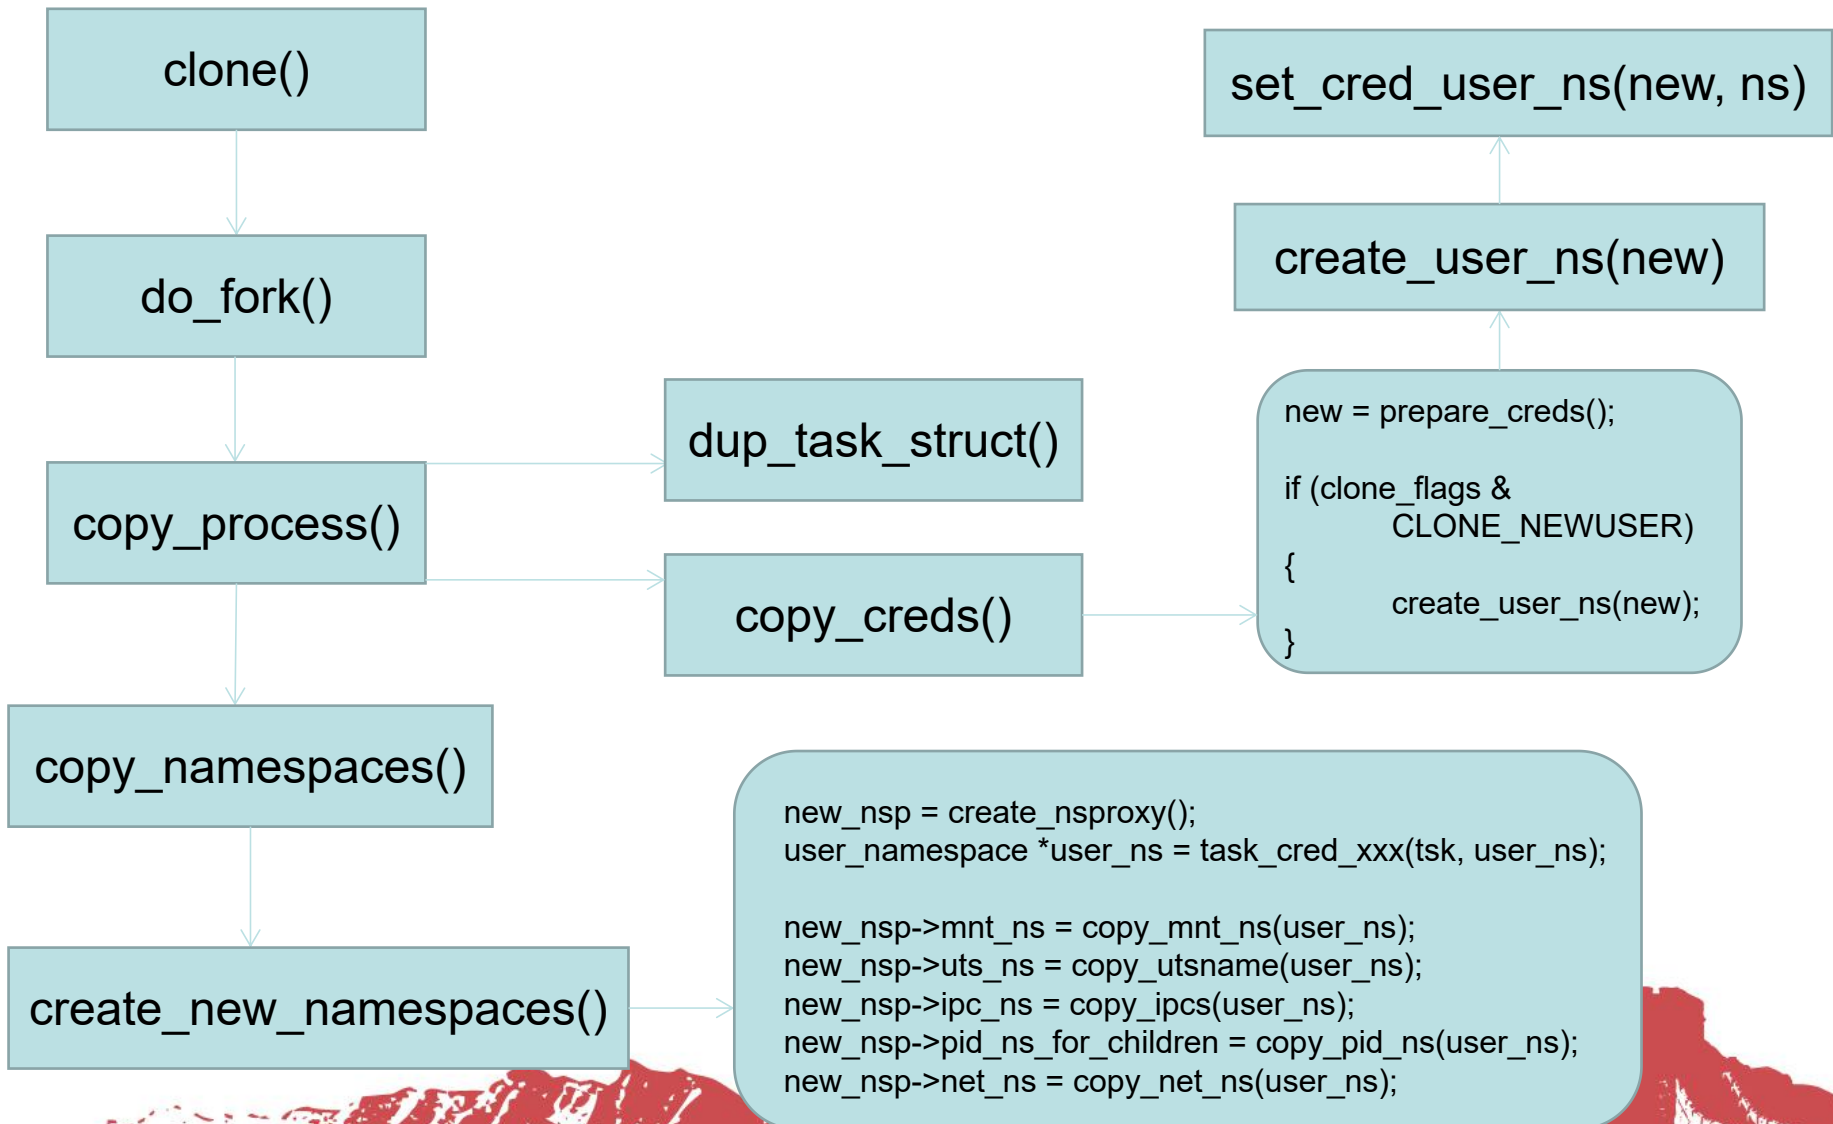 clone()
do_fork()
copy_process()
copy_namespaces()
create_new_namespaces()
dup_task_struct()
copy_creds()
set_cred_user_ns(new, ns)
create_user_ns(new)
new = prepare_creds();
if (clone_flags &
CLONE_NEWUSER)
{
create_user_ns(new);
}
new_nsp = create_nsproxy();
user_namespace *user_ns = task_cred_xxx(tsk, user_ns);
new_nsp->mnt_ns = copy_mnt_ns(user_ns);
new_nsp->uts_ns = copy_utsname(user_ns);
new_nsp->ipc_ns = copy_ipcs(user_ns);
new_nsp->pid_ns_for_children = copy_pid_ns(user_ns);
new_nsp->net_ns = copy_net_ns(user_ns);